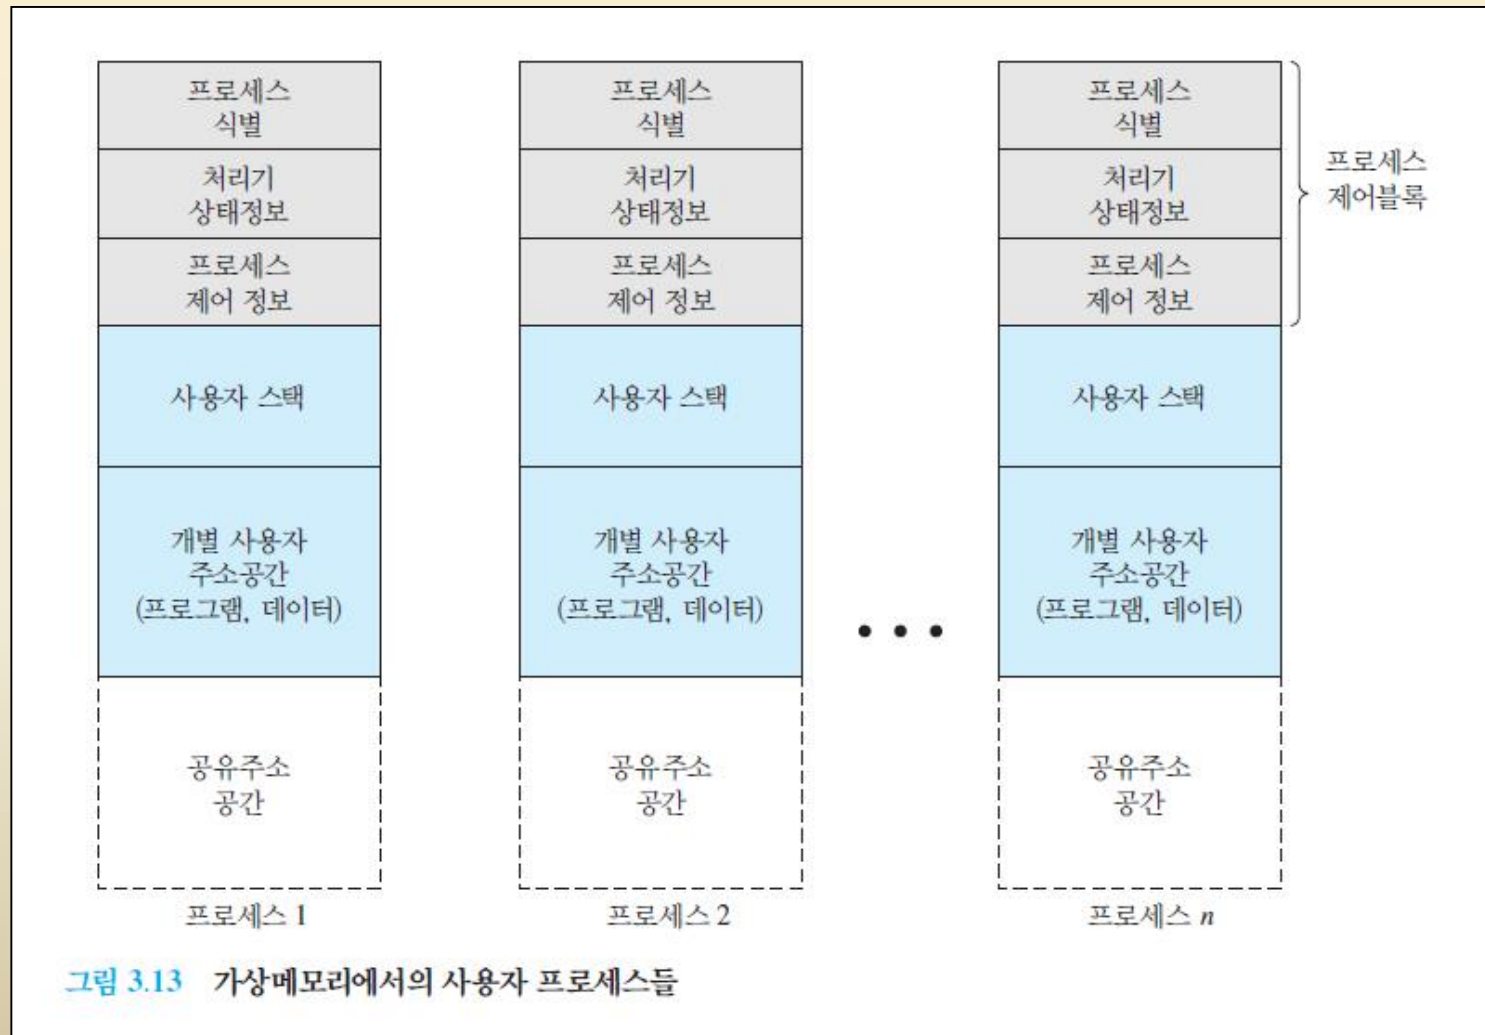 프로세스
식별
처리기
상태정보
프로세스
제어 정보
사용자 스택
개별 사용자
주소공간
(프로그램, 데이터)
공유주소
공간
프로세스 1
프로세스
식별
처리기
상태정보
프로세스
제어 정보
사용자 스택
개별 사용자
주소공간
(프로그램, 데이터)
공유주소
공간
프로세스 2
프로세스
식별
처리기
상태정보
프로세스
제어 정보
사용자 스택
개별 사용자
주소공간
(프로그램, 데이터)
공유주소
공간
프로세스 n
프로세스
제어블록
그림 3.13 가상메모리에서의 사용자 프로세스들